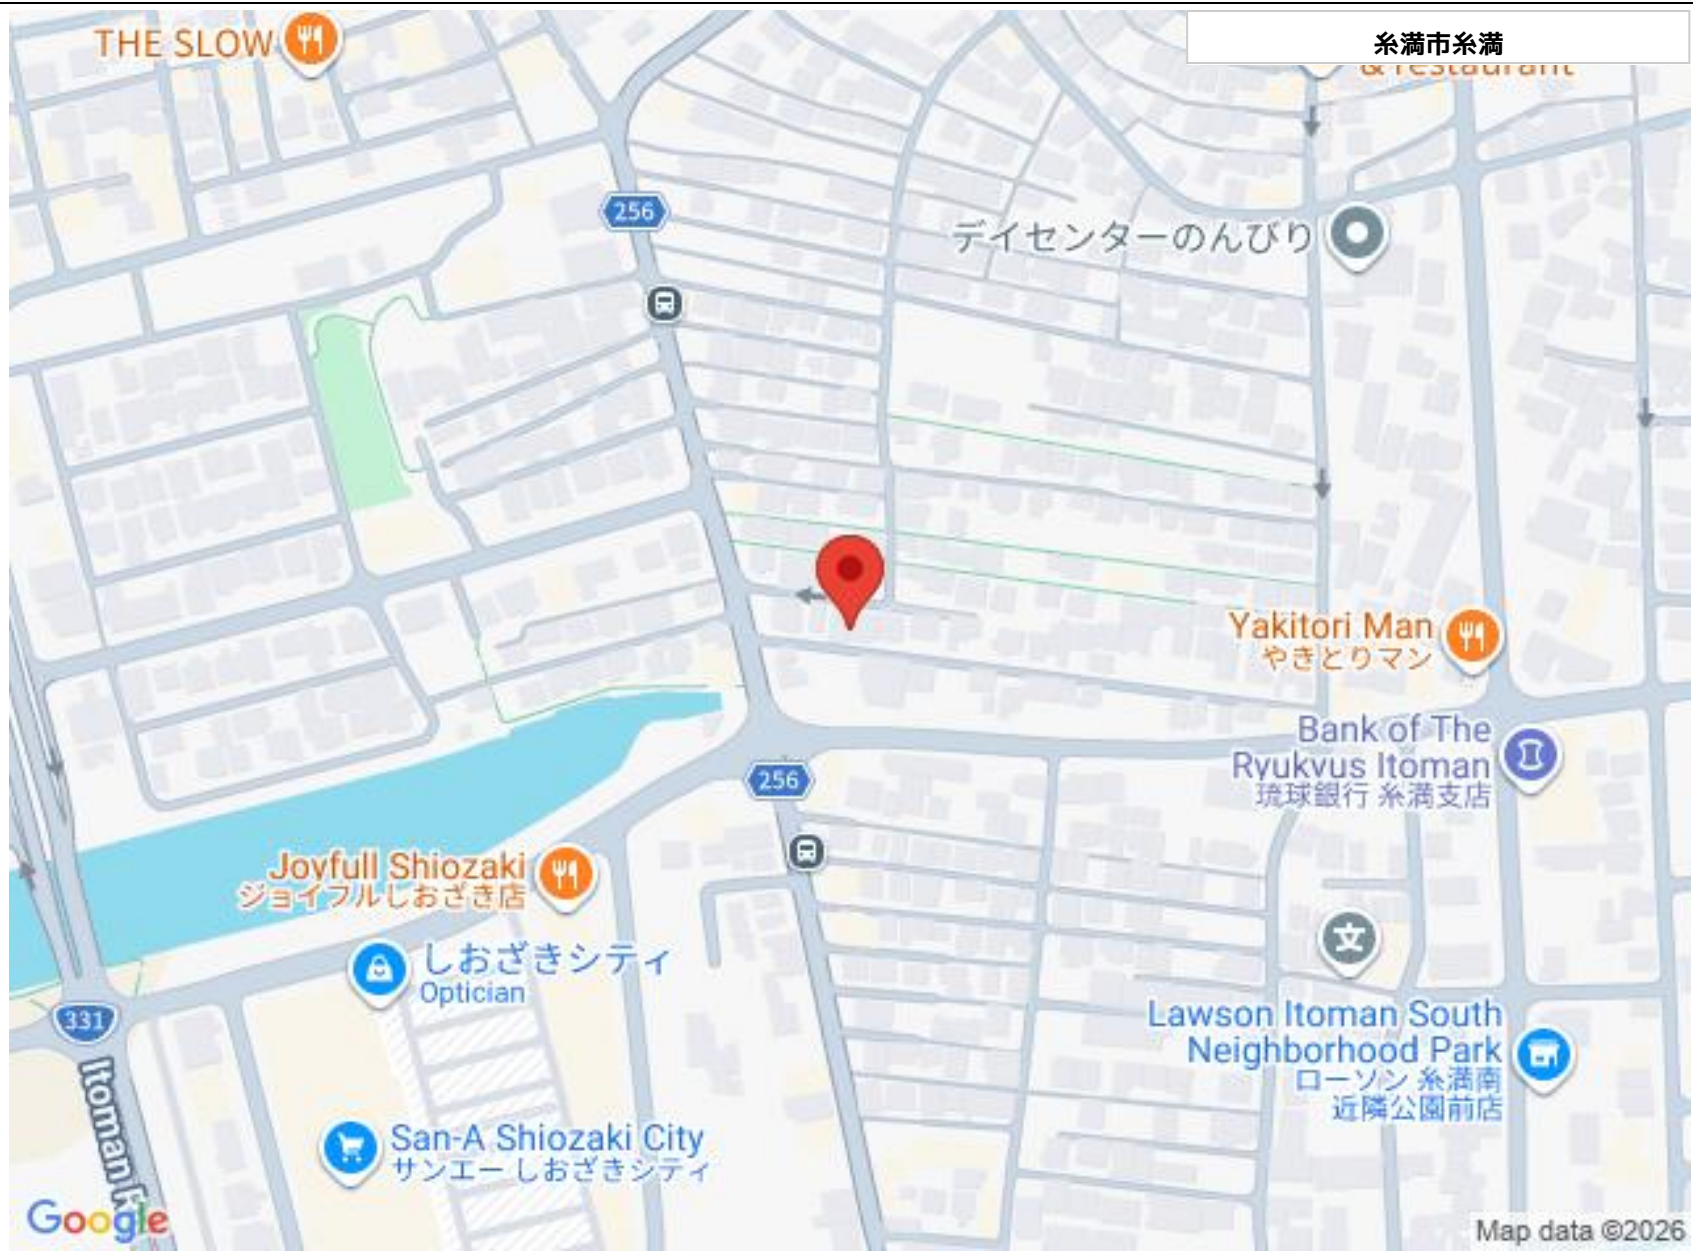 糸満市糸満
THE SLOW
& restaurant
256
デイセンターのんびり
Yakitori Man
やきとりマン
Bank of The
Ryukyus Itoman
琉球銀行 糸満支店
256
Joyfull Shiozaki
ジョイフルしおざき店
しおざきシティ
Optician
文
331
Itoman
Lawson Itoman South
Neighborhood Park
ローソン 糸満南
近隣公園前店
San-A Shiozaki City
サンエー しおざきシティ
Google
Map data ©2026